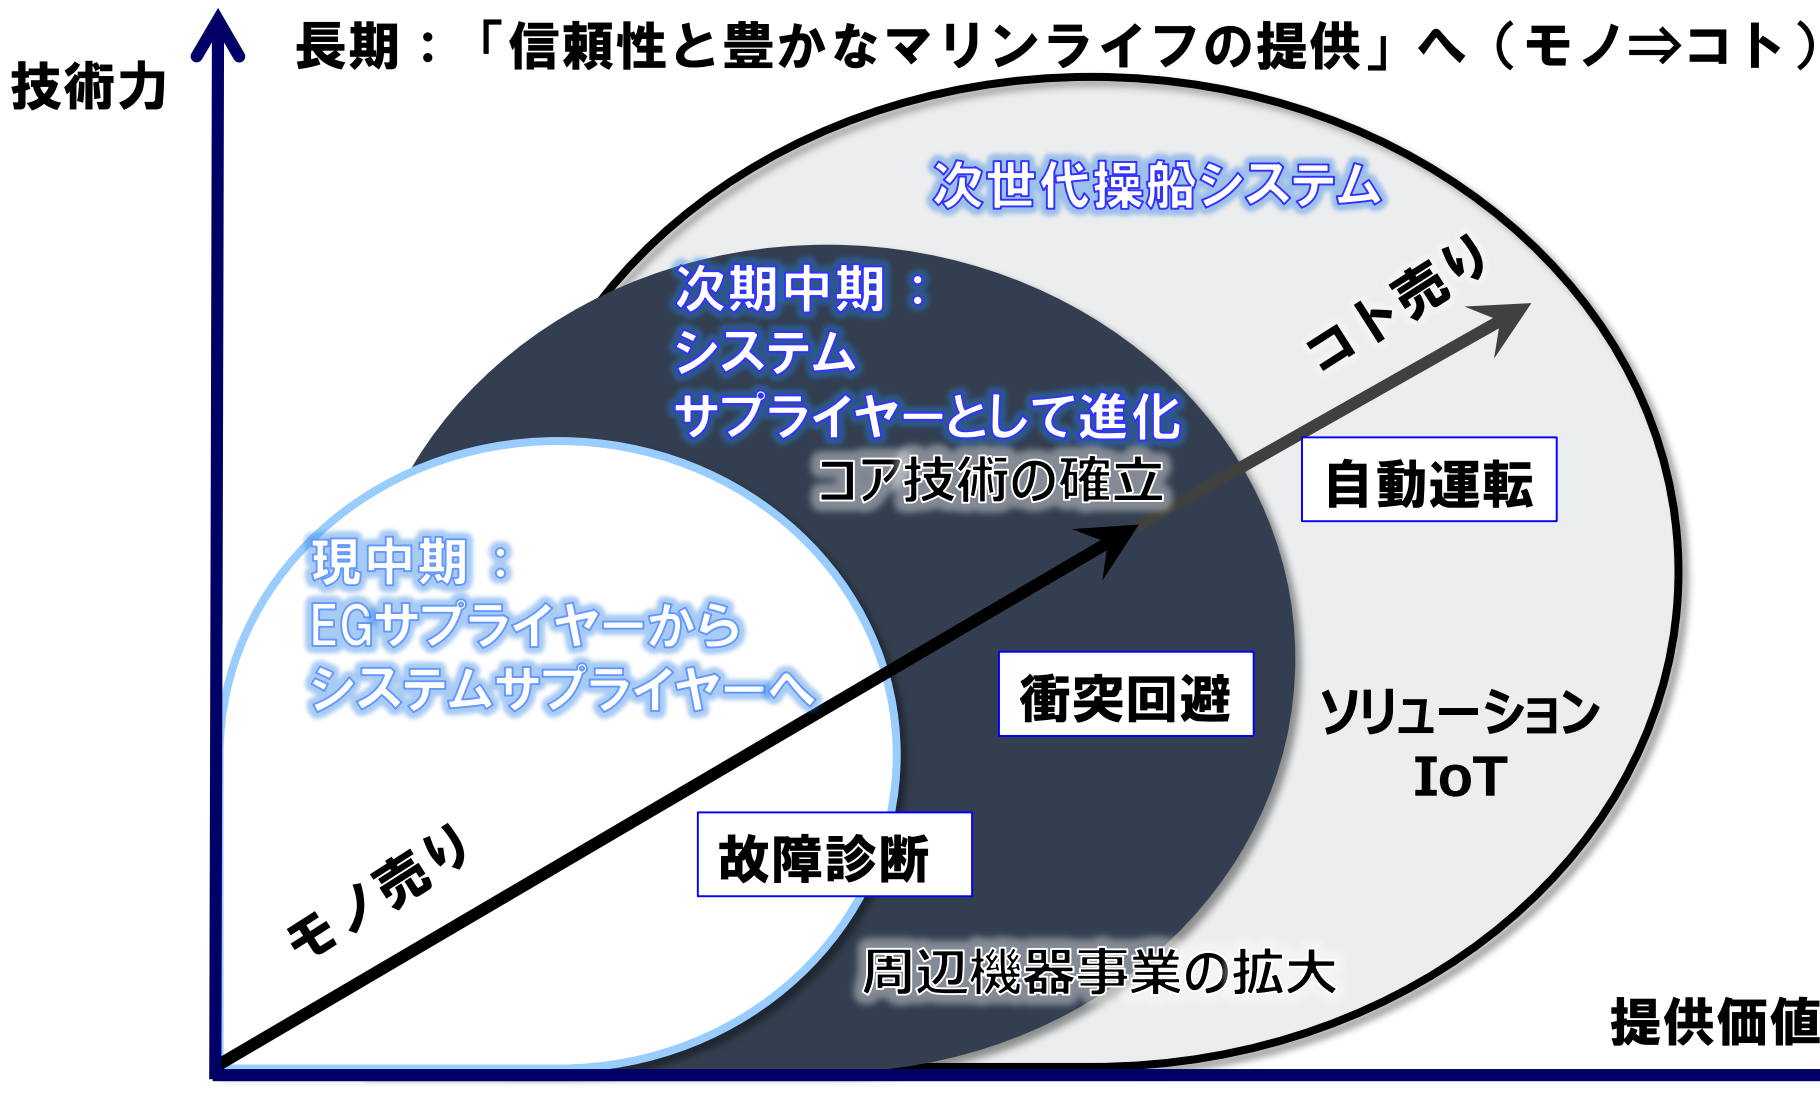 長期：「信頼性と豊かなマリンライフの提供」へ（モノ⇒コト）
技術力
次世代操船システム
コト売り
次期中期：
システム
サプライヤーとして進化
コア技術の確立
自動運転
現中期：
EGサプライヤーから
システムサプライヤーへ
衝突回避
ソリューション
IoT
故障診断
モノ売り
周辺機器事業の拡大
提供価値